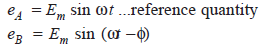 e_A = E_m sin ωt ...reference quantity
e_B = E_m sin (ωt – ϕ)